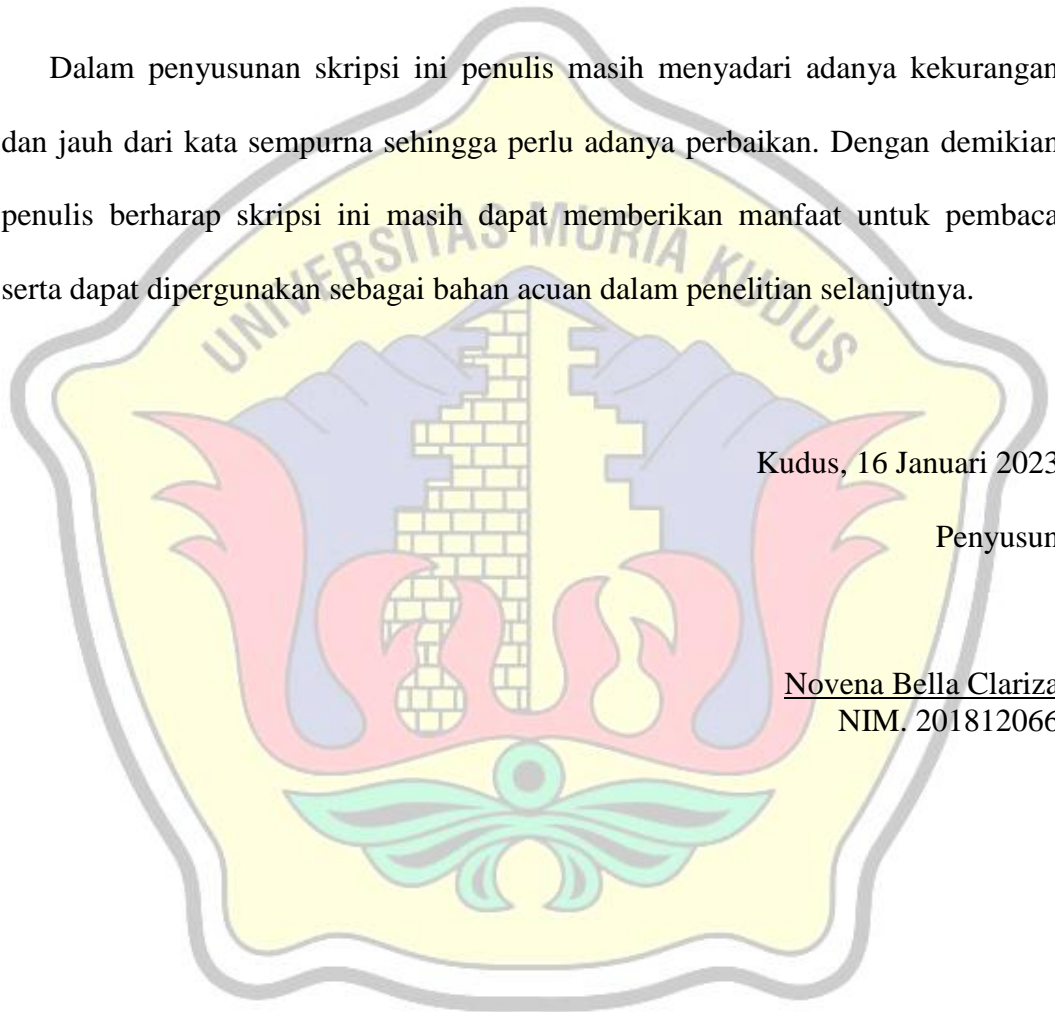 Dalam penyusunan skripsi ini penulis masih menyadari adanya kekurangan
dan jauh dari kata sempurna sehingga perlu adanya perbaikan. Dengan demikian
penulis berharap skripsi ini masih dapat memberikan manfaat untuk pembaca
serta dapat dipergunakan sebagai bahan acuan dalam penelitian selanjutnya.
UNIVERSITAS MURIA KUDUS
Kudus, 16 Januari 2023
Penyusun
Novena Bella Clariza
NIM. 201812066